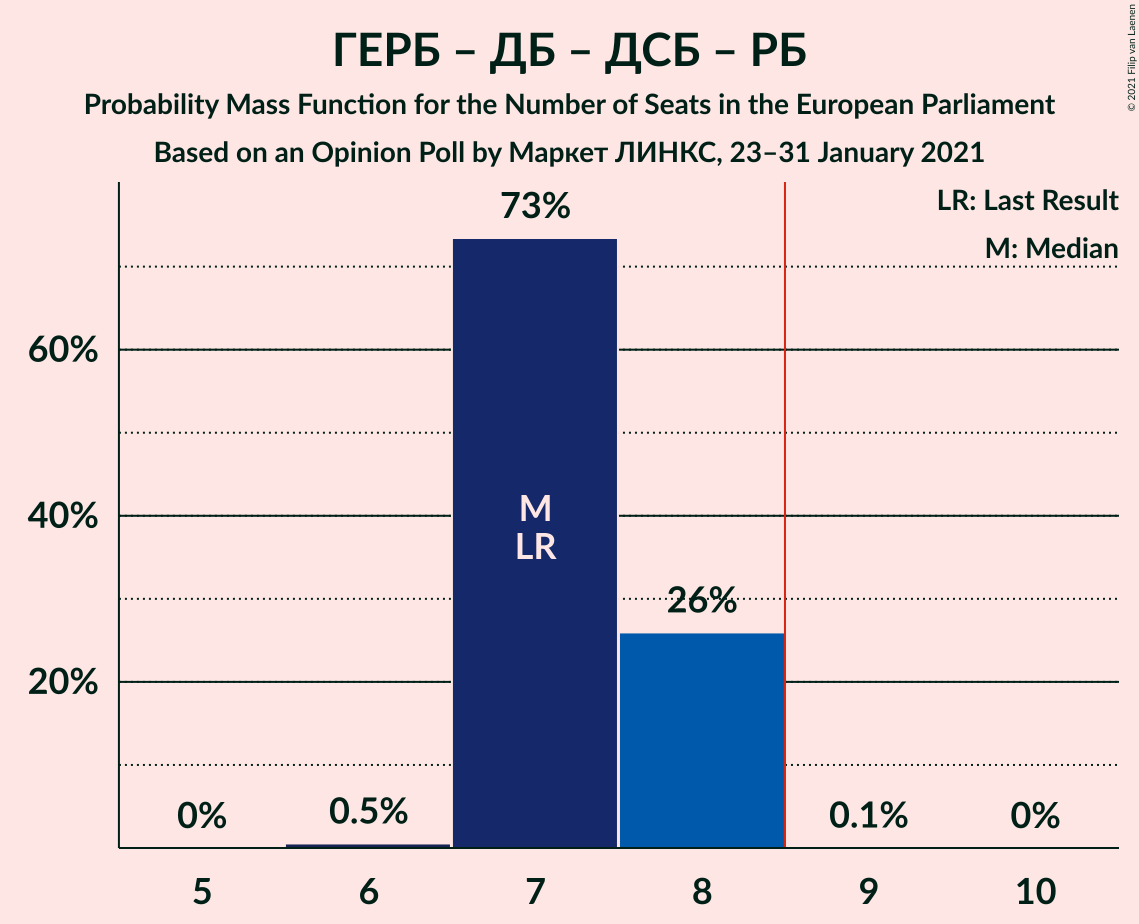 ГЕРБ – ДБ – ДСБ – РБ
Probability Mass Function for the Number of Seats in the European Parliament
Based on an Opinion Poll by Маркет ЛИНКС, 23–31 January 2021
© 2021 Filip van Laenen
LR: Last Result
M: Median
73%
60%
40%
20%
M
LR
26%
0%
0.5%
0.1%
0%
5
6
7
8
9
10